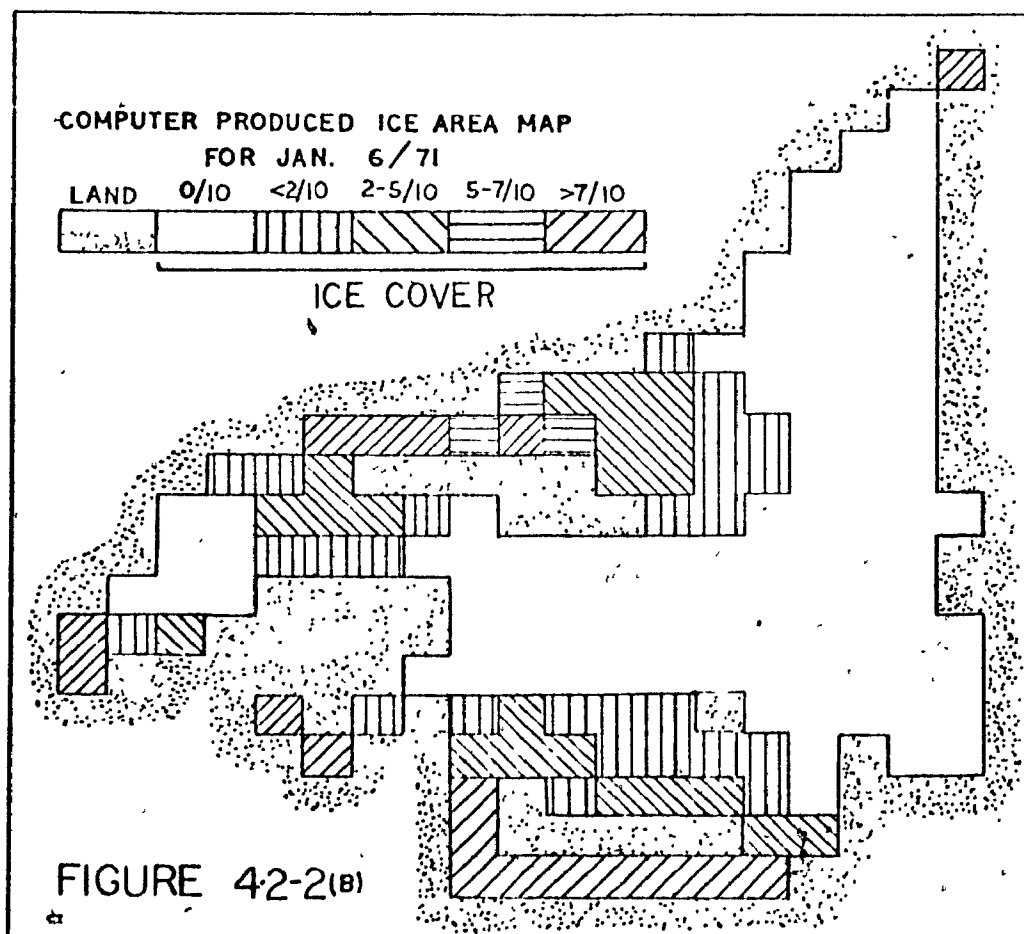 COMPUTER PRODUCED ICE AREA MAP
FOR JAN. 6/71
LAND 0/10 <2/10 2-5/10 5-7/10 >7/10
ICE COVER
FIGURE 4·2-2(B)